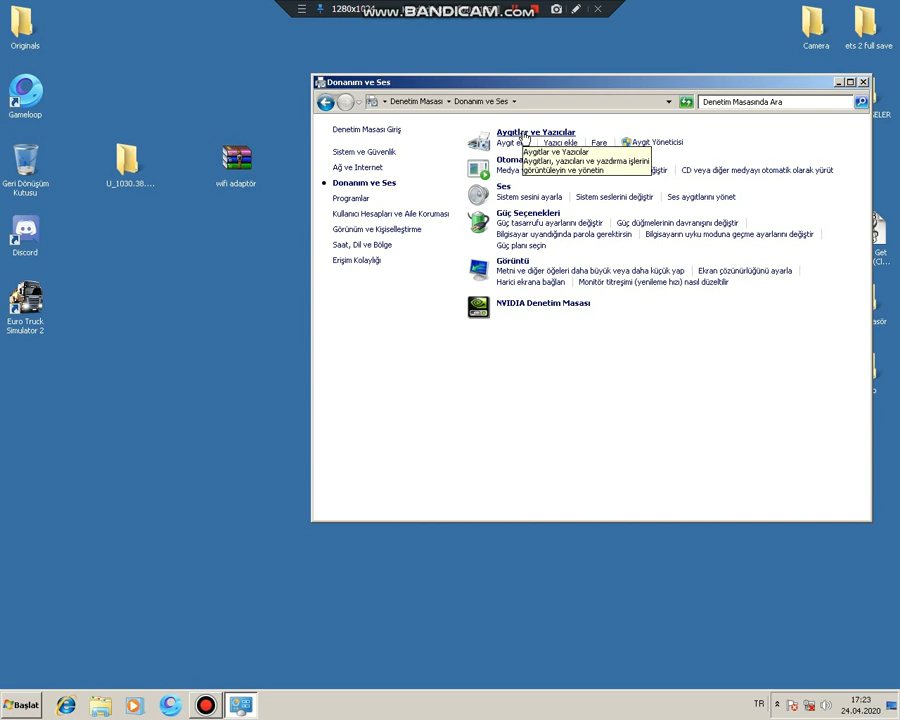 1280x1024
www.BANDICAM.com
Originals
Camera
ets 2 full save
Gameloop
Geri Dönüşüm
Kutusu
U_1030.38....
wifi adaptör
Discord
Euro Truck
Simulator 2
Get
(Cl...
Donanım ve Ses
Denetim Masası
Donanım ve Ses
Denetim Masasında Ara
Denetim Masası Giriş
Sistem ve Güvenlik
Ağ ve Internet
Donanım ve Ses
Programlar
Kullanıcı Hesapları ve Aile Koruması
Görünüm ve Kişiselleştirme
Saat, Dil ve Bölge
Erişim Kolaylığı
Aygıtlar ve Yazıcılar
Yazıcı ekle
Fare
Aygıt Yöneticisi
Aygıtlar ve Yazıcılar
Aygıtları, yazıcıları ve yazdırma işlerini
görüntüleyin ve yönetin
CD veya diğer medyayı otomatik olarak yürüt
Ses
Sistem sesini ayarla
Sistem seslerini değiştir
Ses aygıtlarını yönet
Güç Seçenekleri
Güç tasarrufu ayarlarını değiştir
Güç düğmelerinin davranışını değiştir
Bilgisayar uyandığında parola gerektirsin
Bilgisayarın uyku moduna geçme ayarlarını değiştir
Güç planı seçin
Görüntü
Metni ve diğer öğeleri daha büyük veya daha küçük yap
Ekran çözünürlüğünü ayarla
Harici ekrana bağlan
Monitör titreşimi (yenileme hızı) nasıl düzeltilir
NVIDIA Denetim Masası
Başlat
TR
17:23
24.04.2020